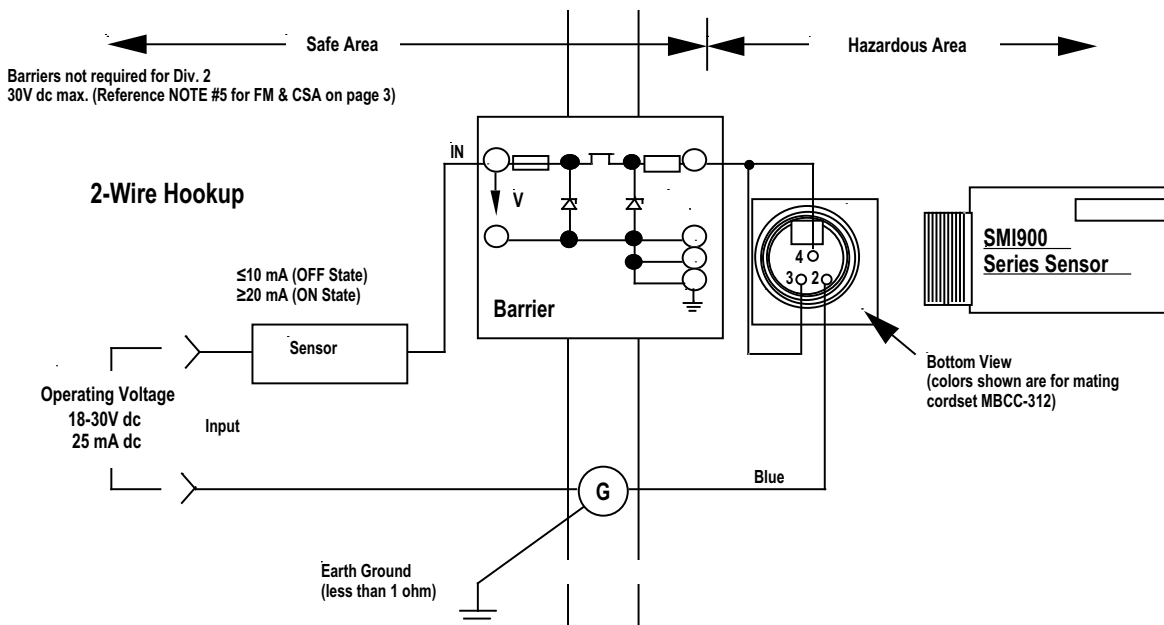 Safe Area
Hazardous Area
Barriers not required for Div. 2
30V dc max. (Reference NOTE #5 for FM & CSA on page 3)
IN
2-Wire Hookup
V
SMI900
Series Sensor
4
3
2
≤10 mA (OFF State)
≥20 mA (ON State)
Barrier
Sensor
Bottom View
(colors shown are for mating
cordset MBCC-312)
Operating Voltage
18-30V dc
25 mA dc
Input
Blue
G
Earth Ground
(less than 1 ohm)